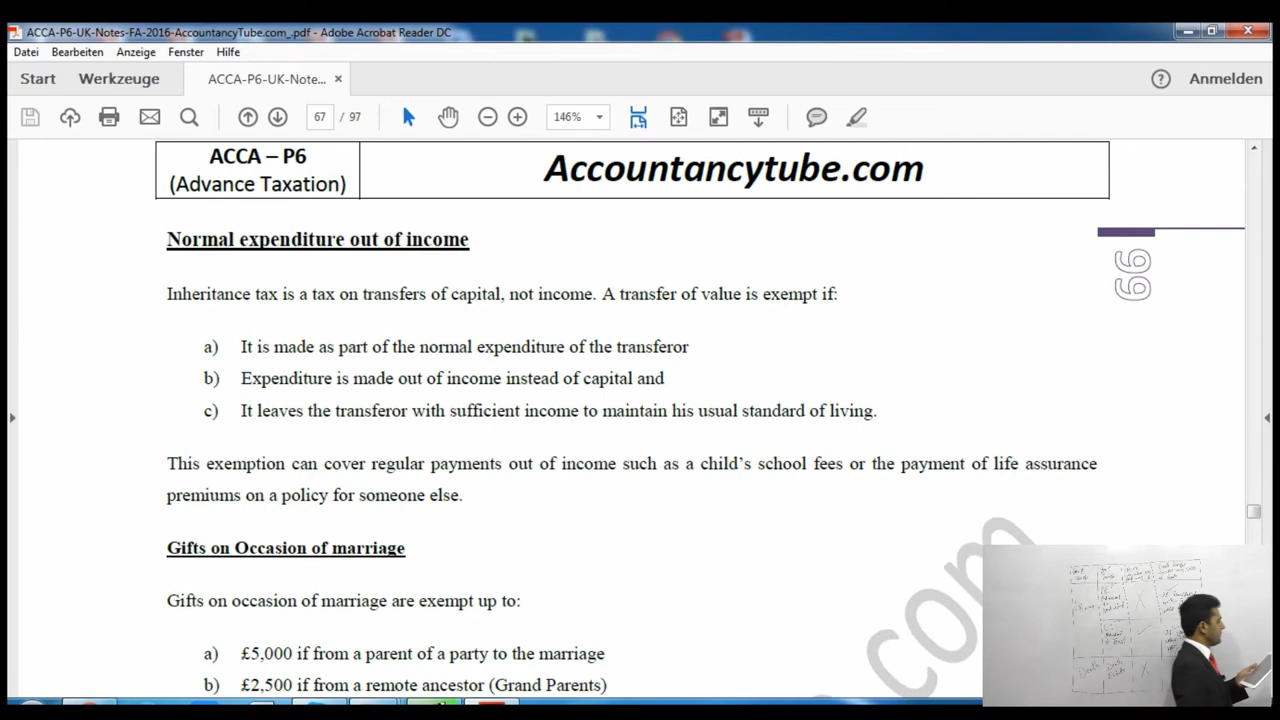 ACCA-P6-UK-Notes-FA-2016-AccountancyTube.com_.pdf - Adobe Acrobat Reader DC
Datei Bearbeiten Anzeige Fenster Hilfe
Start Werkzeuge ACCA-P6-UK-Note... × Anmelden
67 / 97 146%
ACCA – P6
(Advance Taxation)
Accountancytube.com
66
Normal expenditure out of income
Inheritance tax is a tax on transfers of capital, not income. A transfer of value is exempt if:
a) It is made as part of the normal expenditure of the transferor
b) Expenditure is made out of income instead of capital and
c) It leaves the transferor with sufficient income to maintain his usual standard of living.
This exemption can cover regular payments out of income such as a child's school fees or the payment of life assurance
premiums on a policy for someone else.
Gifts on Occasion of marriage
Gifts on occasion of marriage are exempt up to:
a) £5,000 if from a parent of a party to the marriage
b) £2,500 if from a remote ancestor (Grand Parents)
com
Death
Death
Estate